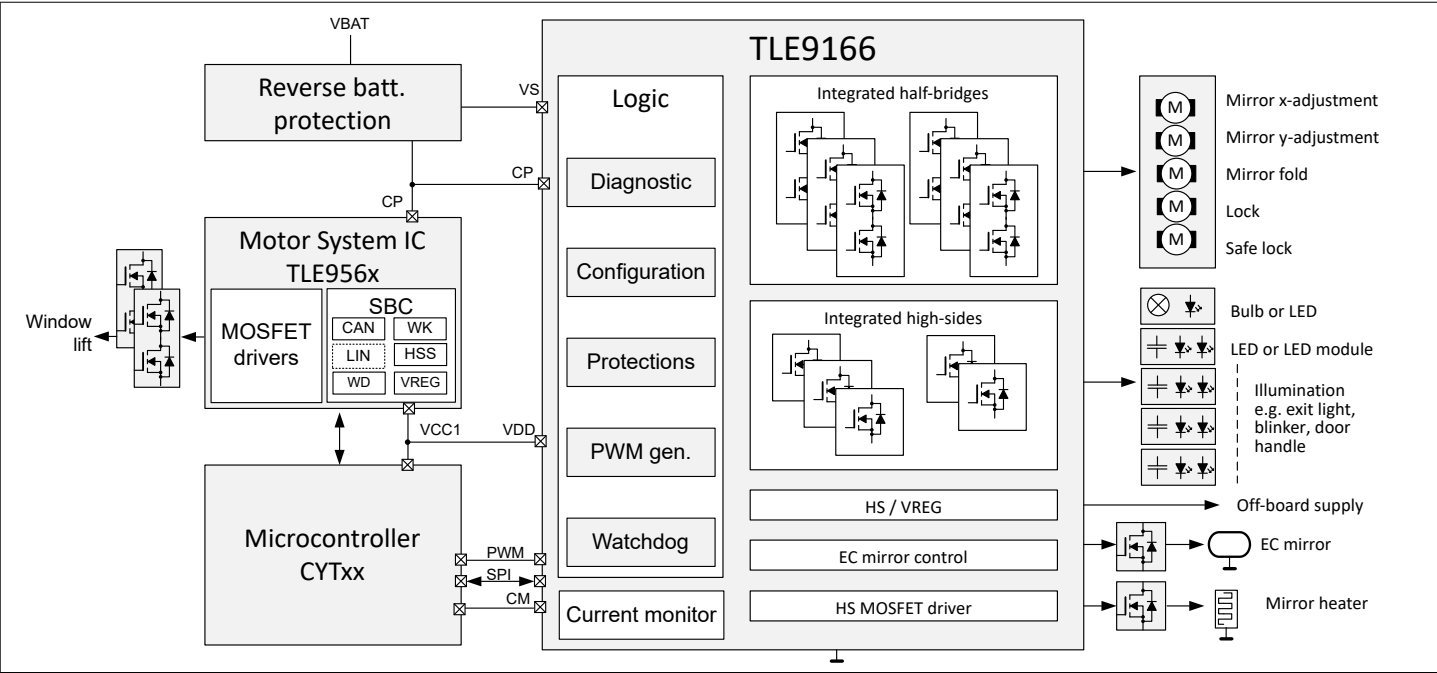 VBAT
Reverse batt.
protection
VS
CP
CP
Motor System IC
TLE956x
MOSFET
drivers
SBC
CAN
WK
LIN
HSS
WD
VREG
Window
lift
VCC1
VDD
Microcontroller
CYTxx
PWM
SPI
CM
TLE9166
Logic
Diagnostic
Configuration
Protections
PWM gen.
Watchdog
Current monitor
Integrated half-bridges
Integrated high-sides
HS / VREG
EC mirror control
HS MOSFET driver
M
Mirror x-adjustment
M
Mirror y-adjustment
M
Mirror fold
M
Lock
M
Safe lock
Bulb or LED
LED or LED module
Illumination
e.g. exit light,
blinker, door
handle
Off-board supply
EC mirror
Mirror heater